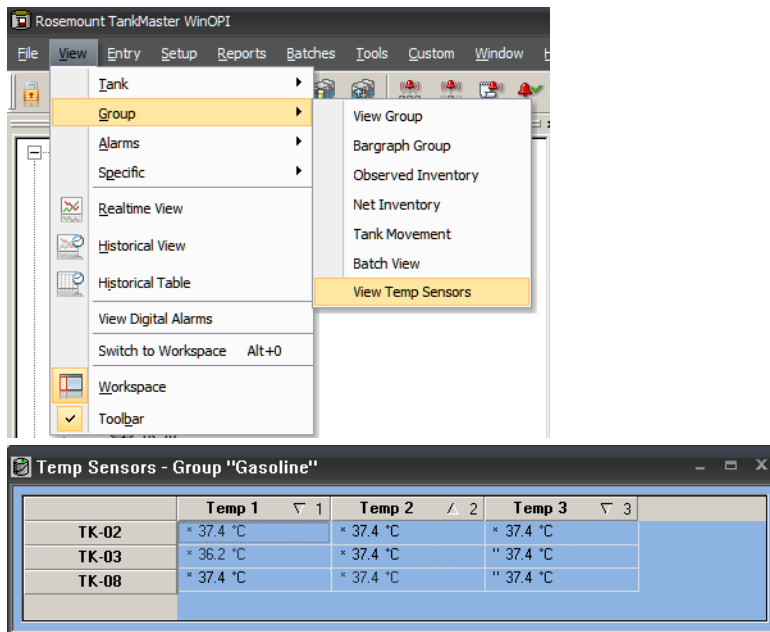 Rosemount TankMaster WinOPI
File View Entry Setup Reports Batches Tools Custom Window
Tank
Group
Alarms
Specific
Realtime View
Historical View
Historical Table
View Digital Alarms
Switch to Workspace Alt+0
Workspace
Toolbar
View Group
Bargraph Group
Observed Inventory
Net Inventory
Tank Movement
Batch View
View Temp Sensors
Temp Sensors - Group "Gasoline"
Temp 1 1 Temp 2 2 Temp 3 3
TK-02 * 37.4 °C * 37.4 °C * 37.4 °C
TK-03 * 36.2 °C * 37.4 °C " 37.4 °C
TK-08 * 37.4 °C * 37.4 °C " 37.4 °C